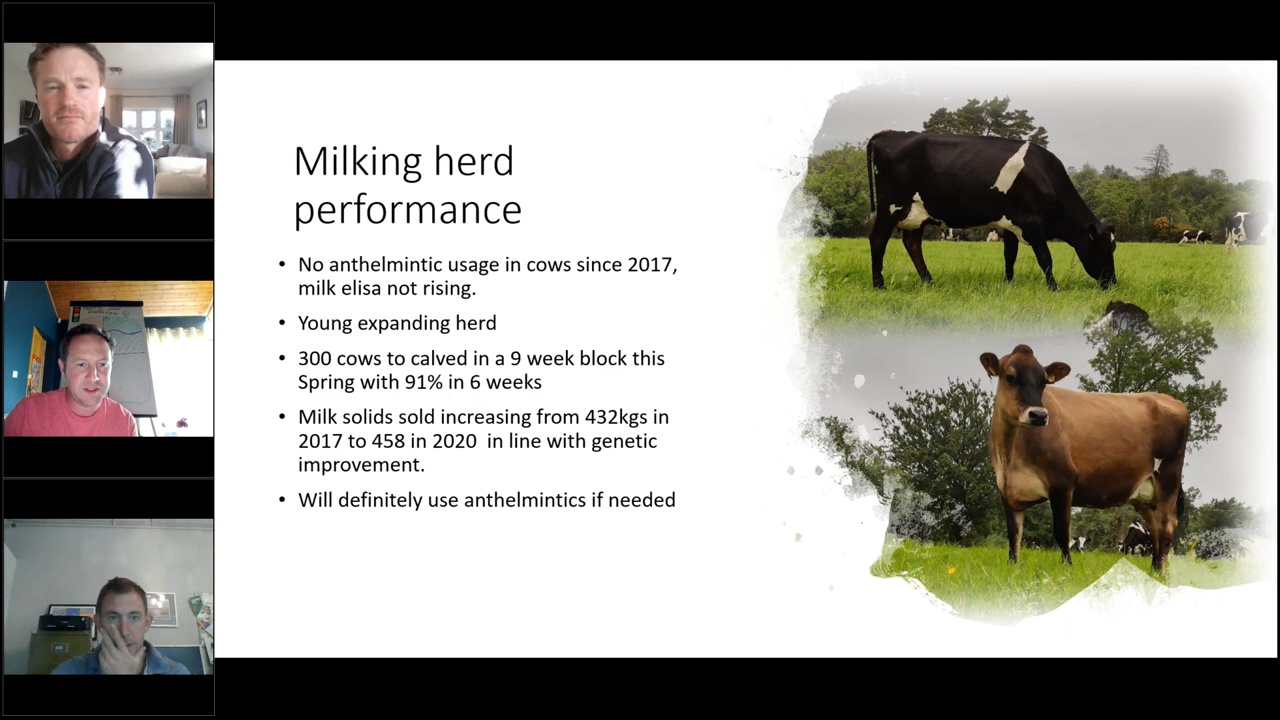 Milking herd
performance
• No anthelmintic usage in cows since 2017,
milk elisa not rising.
• Young expanding herd
• 300 cows to calved in a 9 week block this
Spring with 91% in 6 weeks
• Milk solids sold increasing from 432kgs in
2017 to 458 in 2020 in line with genetic
improvement.
• Will definitely use anthelmintics if needed